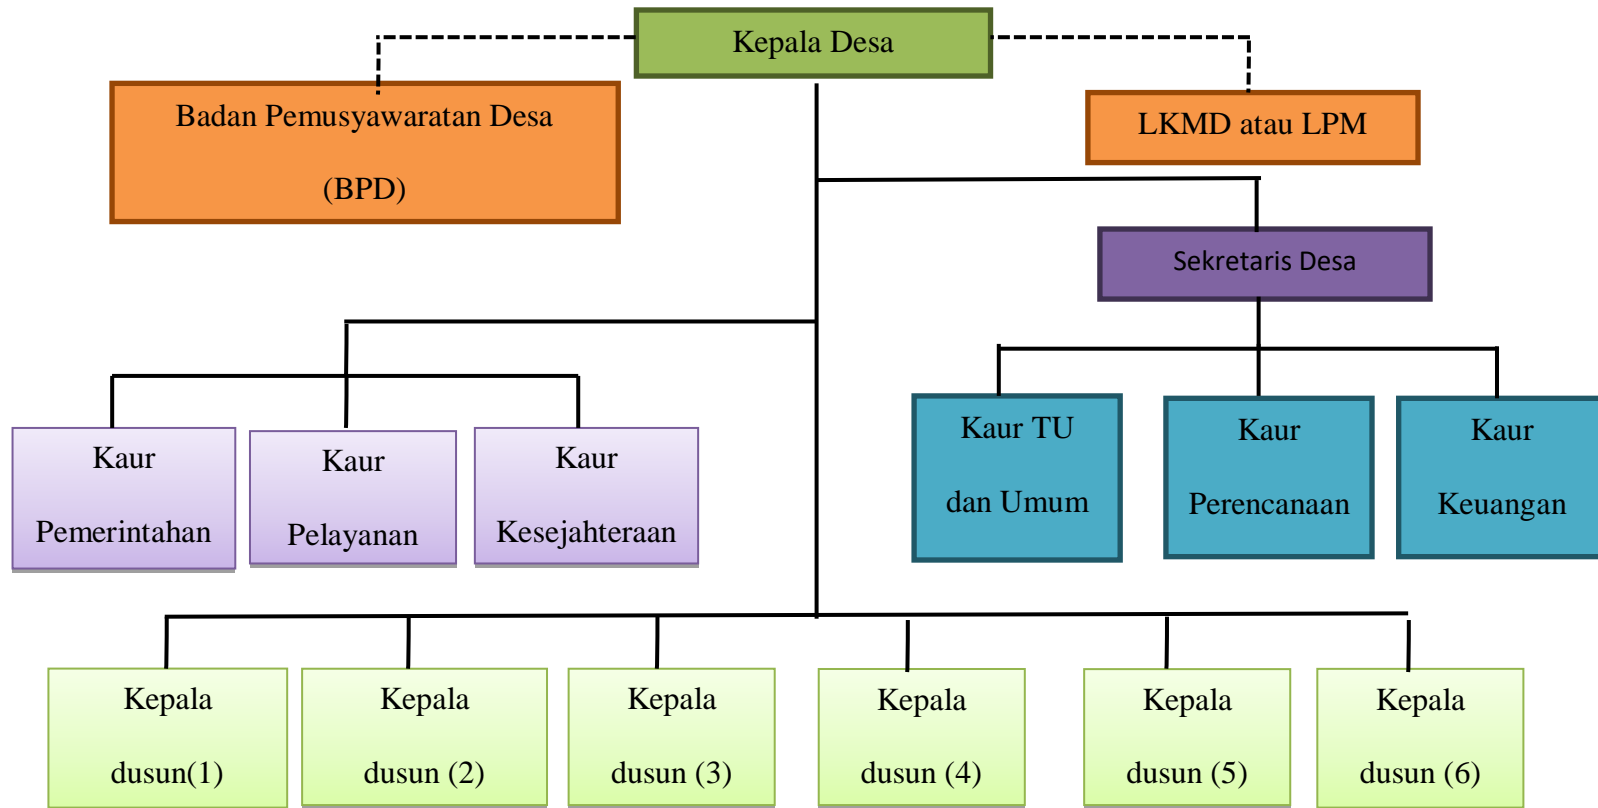 Kepala Desa
Badan Pemusyawaratan Desa
(BPD)
LKMD atau LPM
Sekretaris Desa
Kaur
Pemerintahan
Kaur
Pelayanan
Kaur
Kesejahteraan
Kaur TU
dan Umum
Kaur
Perencanaan
Kaur
Keuangan
Kepala
dusun(1)
Kepala
dusun (2)
Kepala
dusun (3)
Kepala
dusun (4)
Kepala
dusun (5)
Kepala
dusun (6)